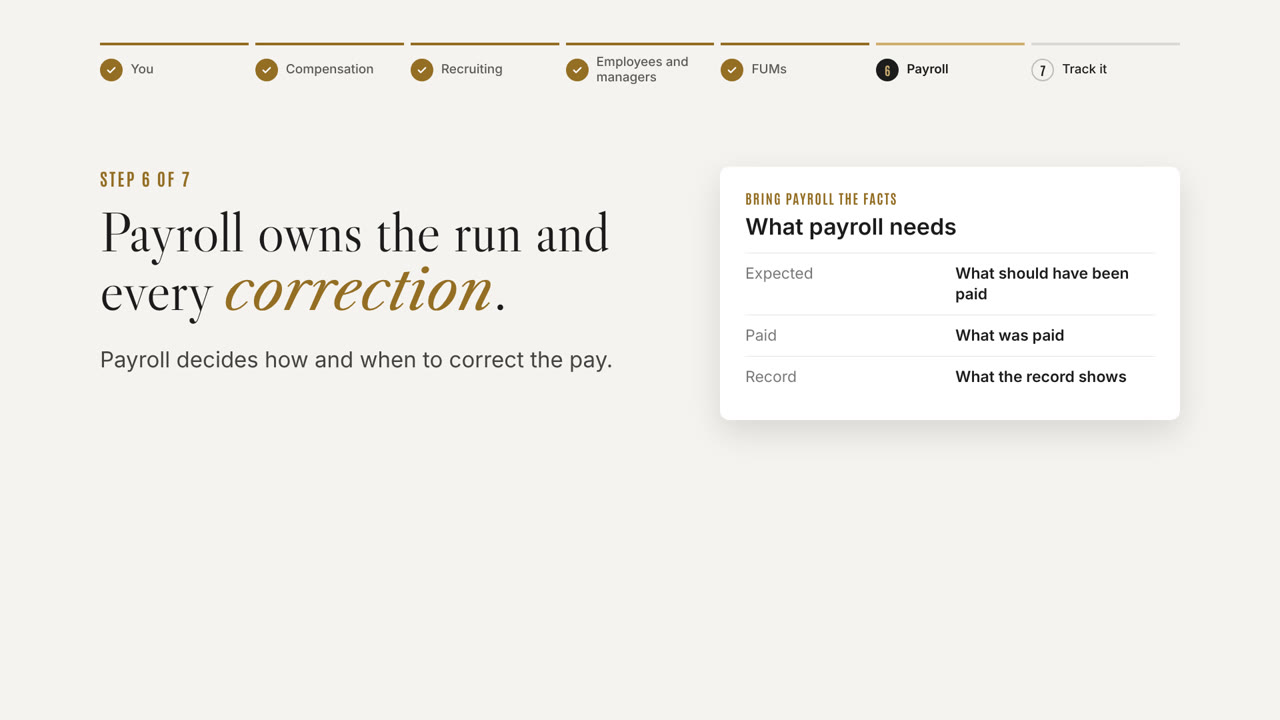 You
Compensation
Recruiting
Employees and
managers
FUMs
6
Payroll
7
Track it
STEP 6 OF 7
Payroll owns the run and
every correction.
Payroll decides how and when to correct the pay.
BRING PAYROLL THE FACTS
What payroll needs
Expected
What should have been
paid
Paid
What was paid
Record
What the record shows